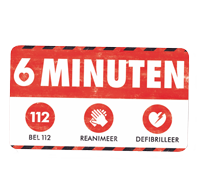 6 MINUTEN
112
BEL 112 REANIMEER DEFIBRILLEER